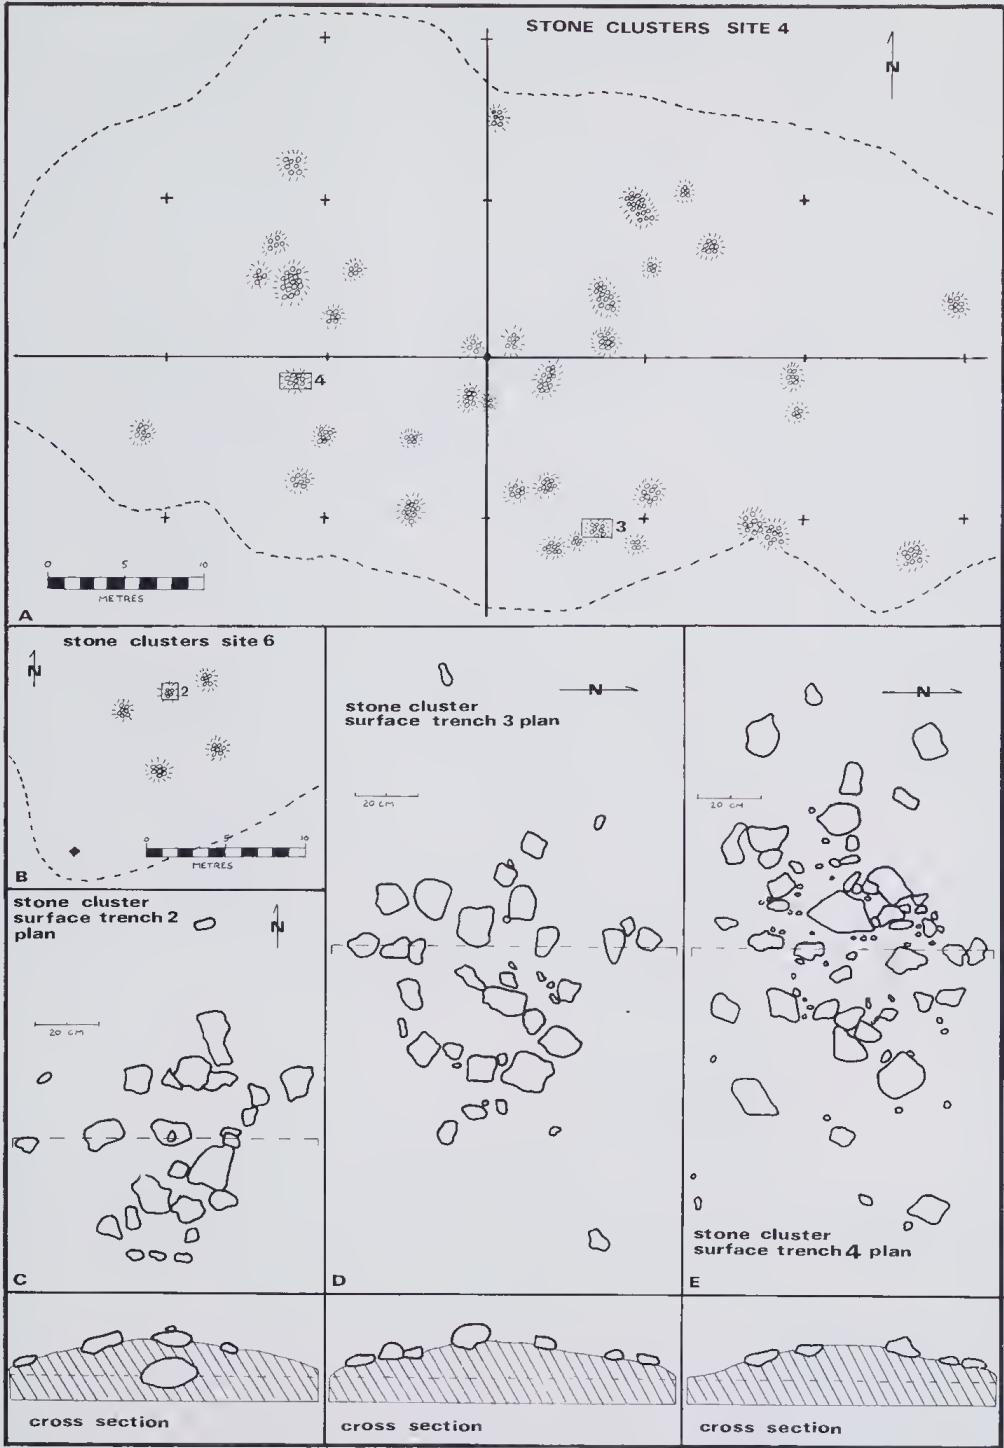 STONE CLUSTERS SITE 4
N
4
3
0 5 10
METRES
A
stone clusters site 6
N
2
0 5 10
METRES
B
stone cluster
surface trench 2
plan
N
20 CM
C
N
stone cluster
surface trench 3 plan
20 CM
D
N
20 CM
stone cluster
surface trench 4 plan
E
cross section
cross section
cross section